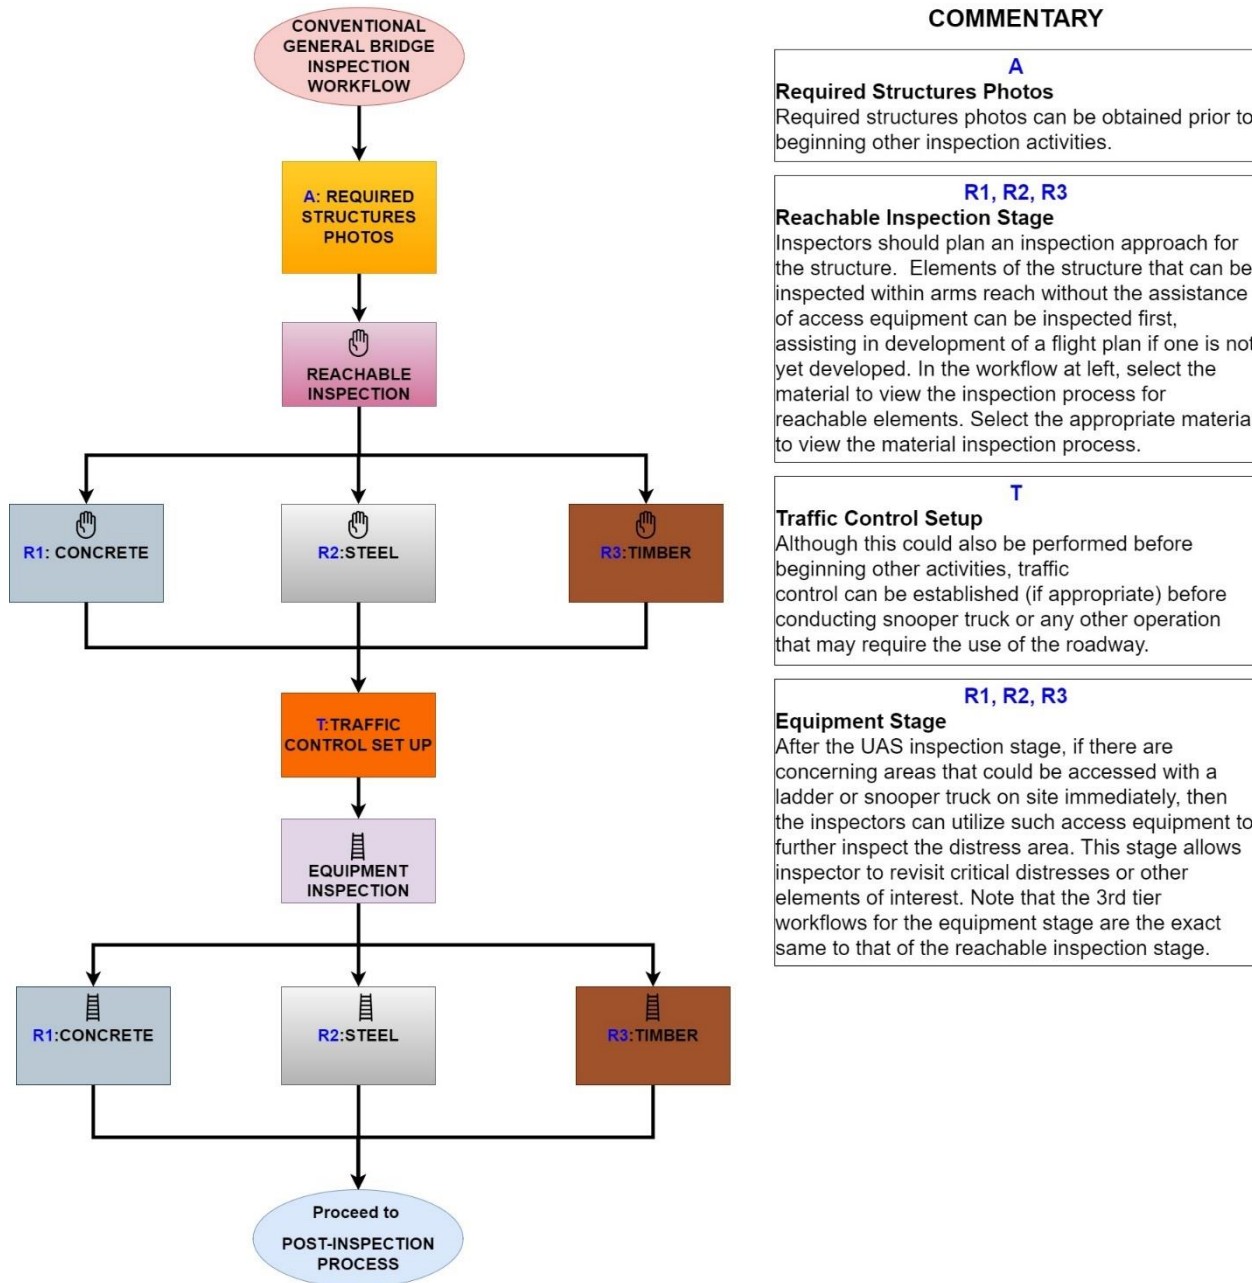 CONVENTIONAL
GENERAL BRIDGE
INSPECTION
WORKFLOW
A: REQUIRED
STRUCTURES
PHOTOS
REACHABLE
INSPECTION
R1: CONCRETE
R2:STEEL
R3:TIMBER
T:TRAFFIC
CONTROL SET UP
EQUIPMENT
INSPECTION
R1:CONCRETE
R2:STEEL
R3:TIMBER
Proceed to
POST-INSPECTION
PROCESS
COMMENTARY
A
Required Structures Photos
Required structures photos can be obtained prior to
beginning other inspection activities.
R1, R2, R3
Reachable Inspection Stage
Inspectors should plan an inspection approach for
the structure. Elements of the structure that can be
inspected within arms reach without the assistance
of access equipment can be inspected first,
assisting in development of a flight plan if one is not
yet developed. In the workflow at left, select the
material to view the inspection process for
reachable elements. Select the appropriate materia
to view the material inspection process.
T
Traffic Control Setup
Although this could also be performed before
beginning other activities, traffic
control can be established (if appropriate) before
conducting snooper truck or any other operation
that may require the use of the roadway.
R1, R2, R3
Equipment Stage
After the UAS inspection stage, if there are
concerning areas that could be accessed with a
ladder or snooper truck on site immediately, then
the inspectors can utilize such access equipment to
further inspect the distress area. This stage allows
inspector to revisit critical distresses or other
elements of interest. Note that the 3rd tier
workflows for the equipment stage are the exact
same to that of the reachable inspection stage.